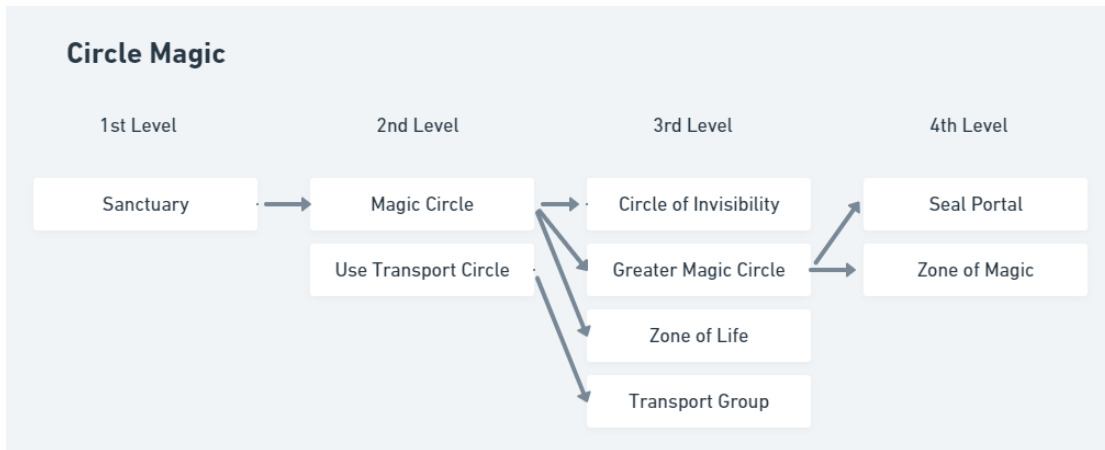 Circle Magic
1st Level
2nd Level
3rd Level
4th Level
Sanctuary
Magic Circle
Circle of Invisibility
Seal Portal
Use Transport Circle
Greater Magic Circle
Zone of Magic
Zone of Life
Transport Group